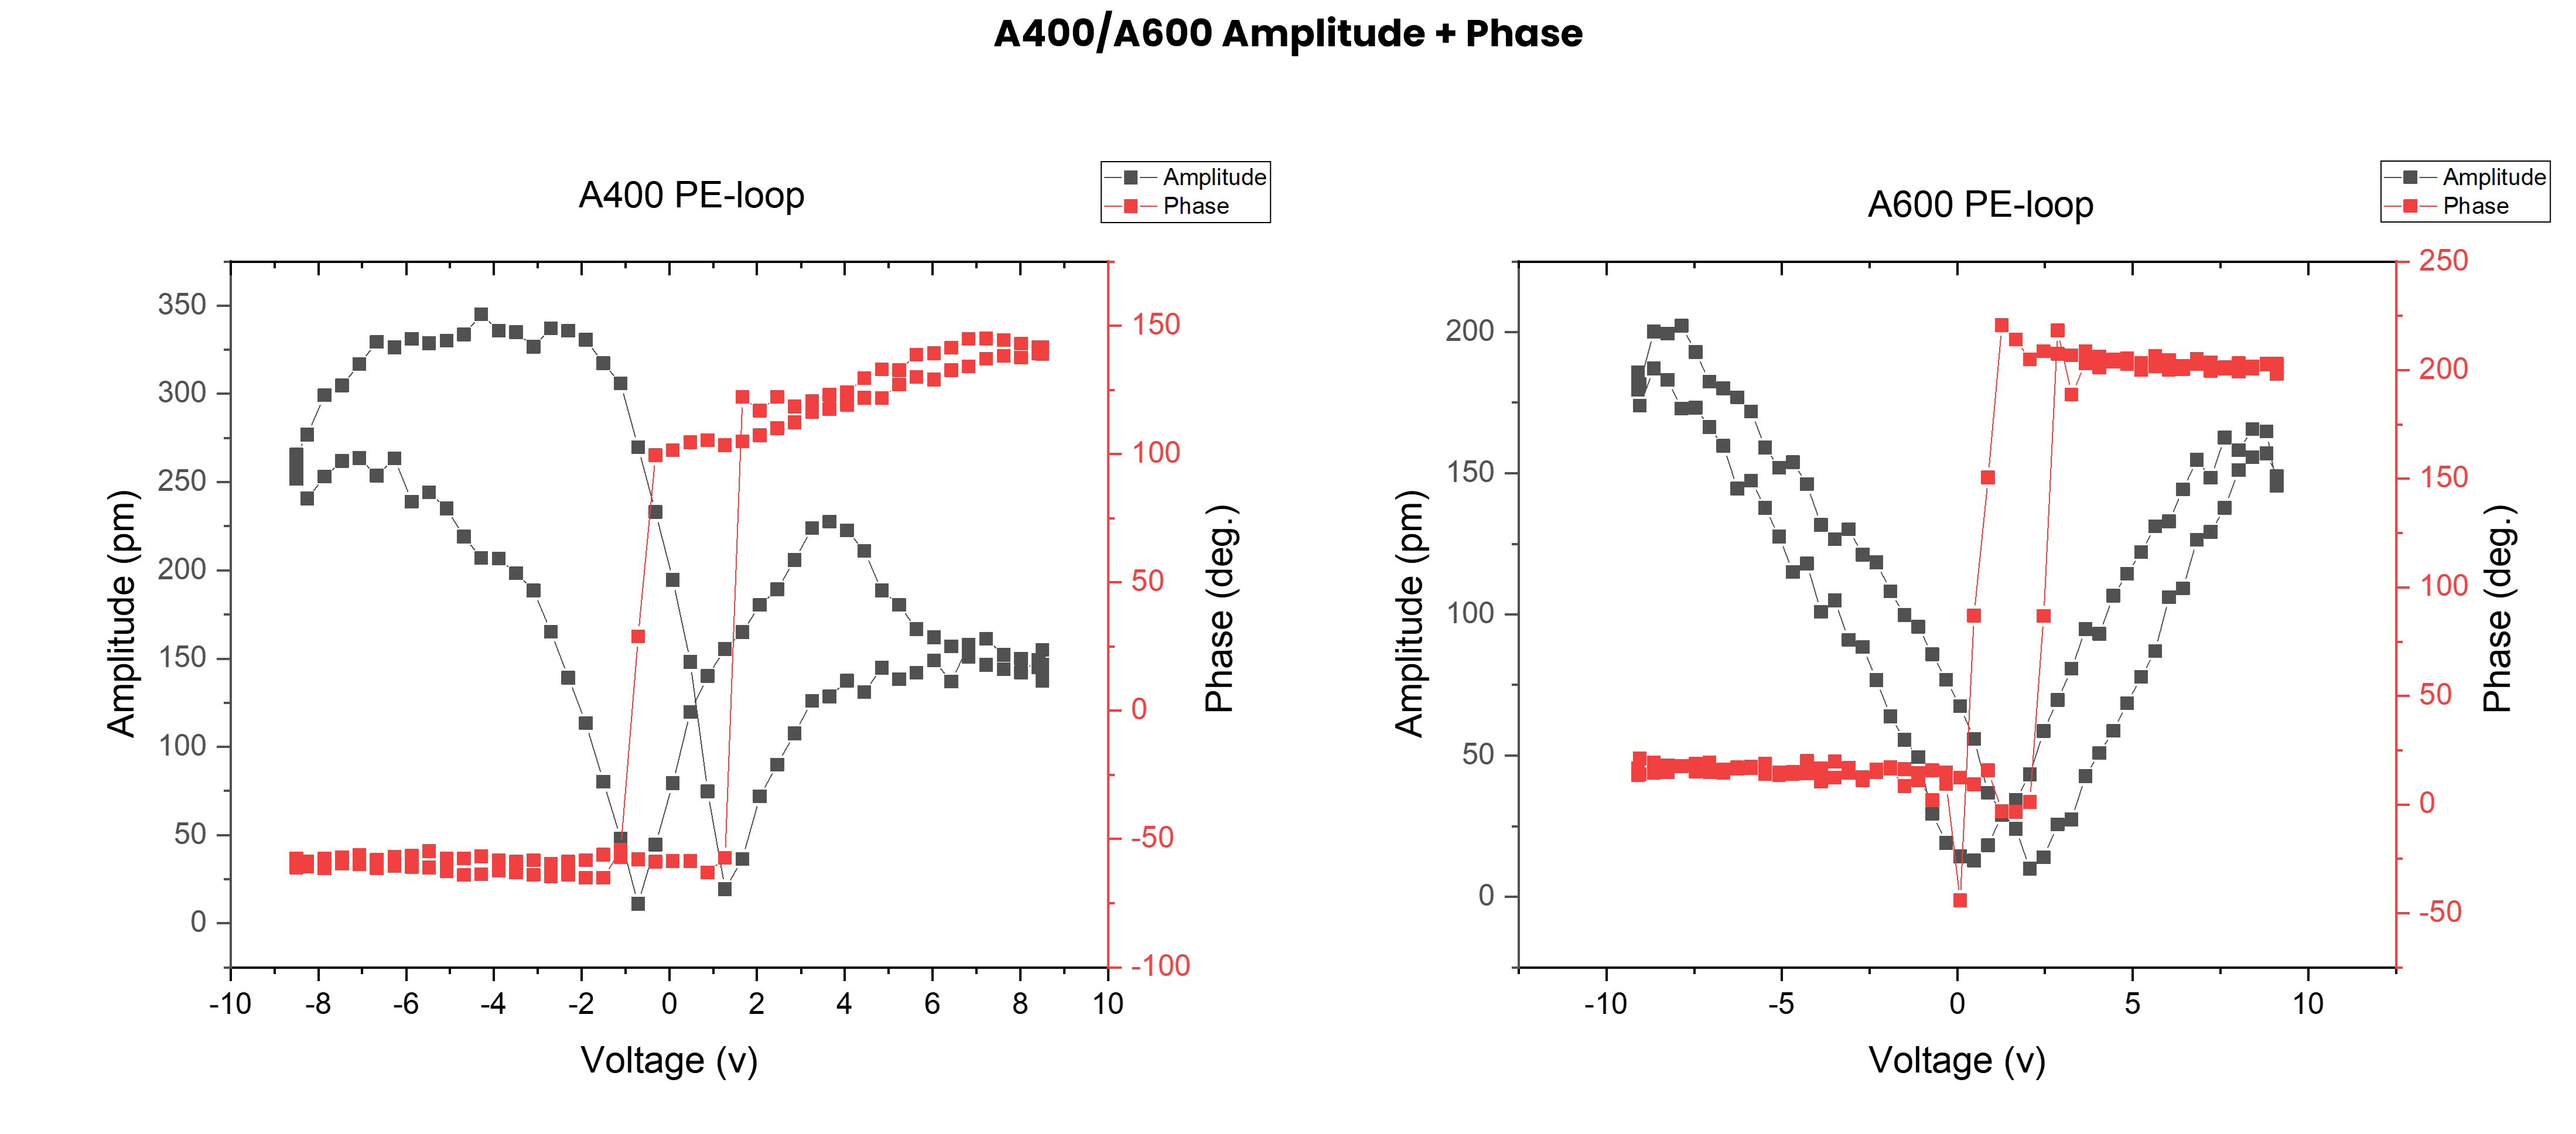 A400/A600 Amplitude + Phase
A400 PE-loop
Amplitude
Phase
350
300
250
200
150
100
50
0
Amplitude (pm)
150
100
50
0
-50
-100
Phase (deg.)
-10 -8 -6 -4 -2 0 2 4 6 8 10
Voltage (v)
A600 PE-loop
Amplitude
Phase
200
150
100
50
0
Amplitude (pm)
250
200
150
100
50
0
-50
Phase (deg.)
-10 -5 0 5 10
Voltage (v)